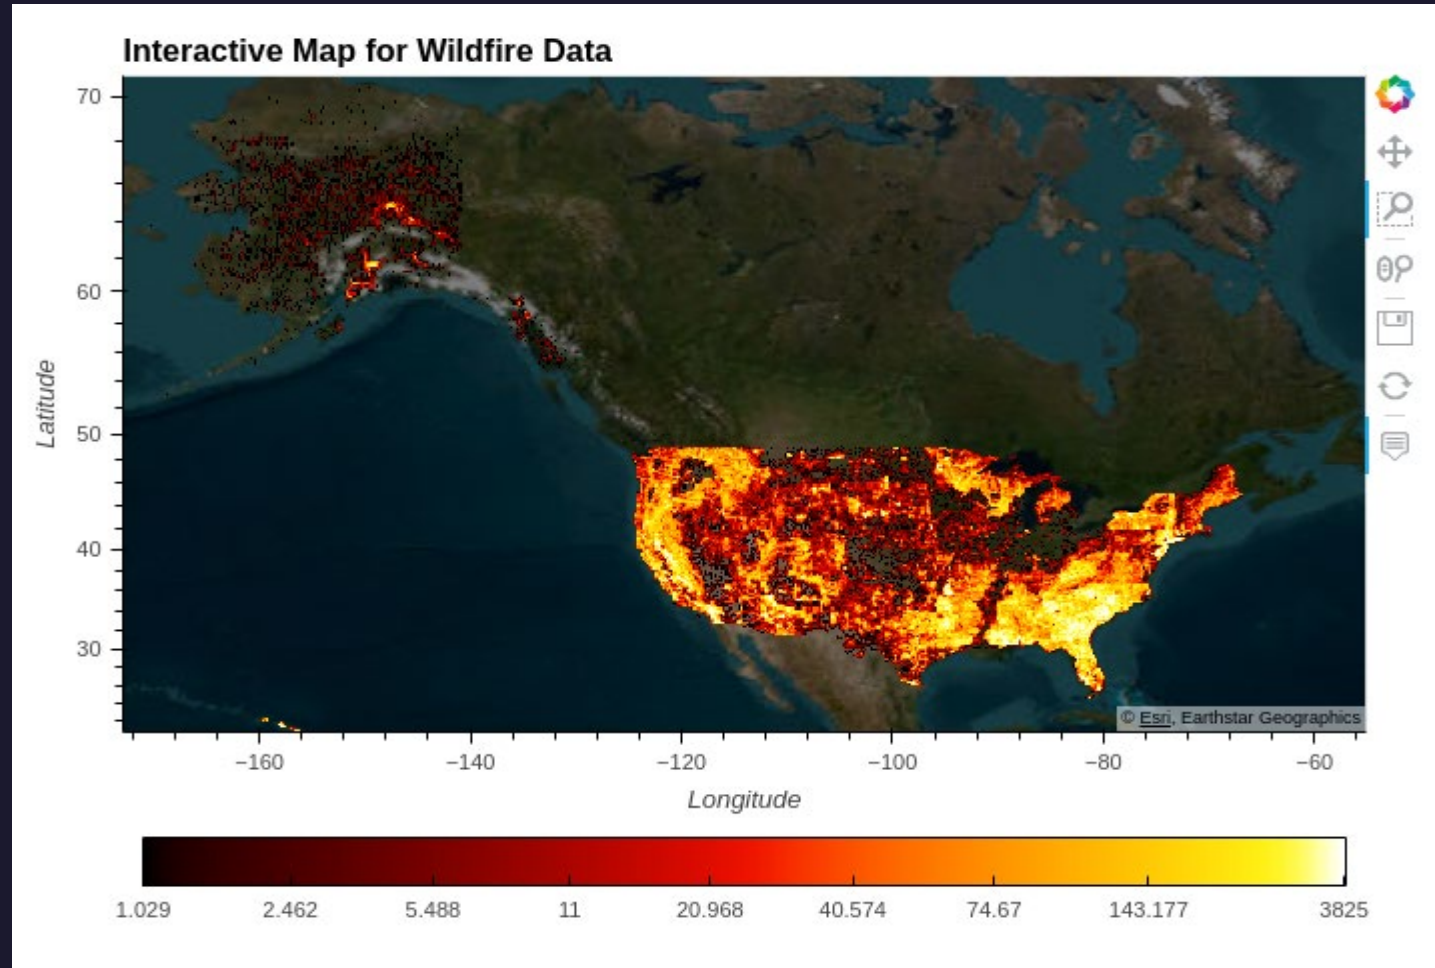 Interactive Map for Wildfire Data
70
60
50
40
30
Latitude
© Esri, Earthstar Geographics
−160 −140 −120 −100 −80 −60
Longitude
1.029 2.462 5.488 11 20.968 40.574 74.67 143.177 3825